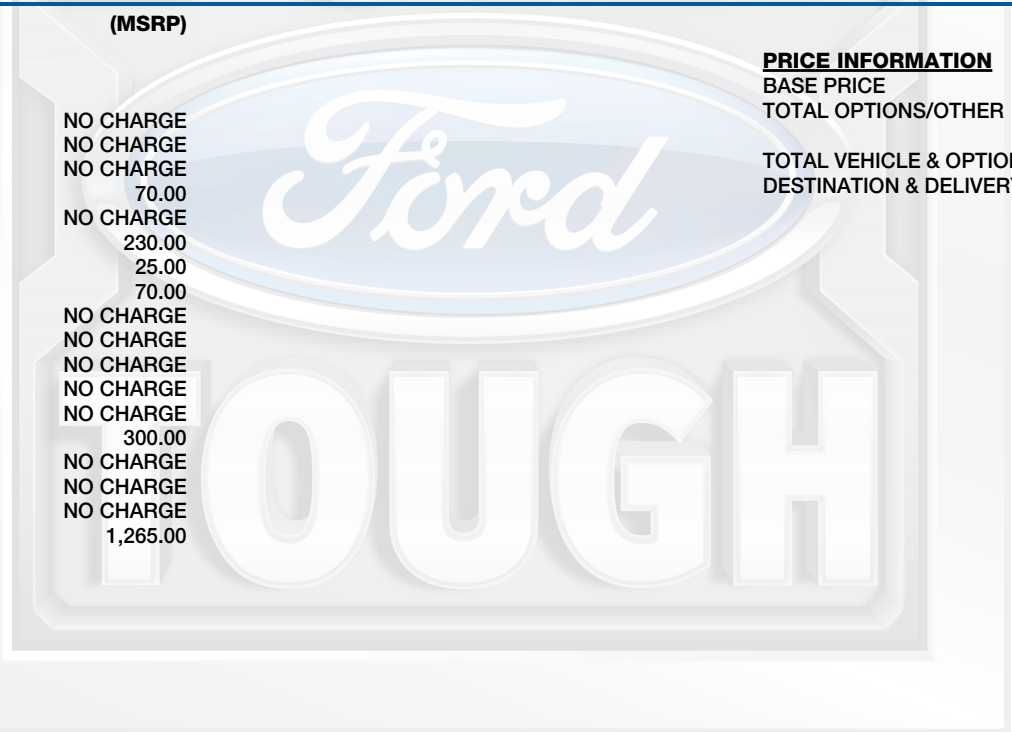 (MSRP)
NO CHARGE
NO CHARGE
NO CHARGE
70.00
NO CHARGE
230.00
25.00
70.00
NO CHARGE
NO CHARGE
NO CHARGE
NO CHARGE
NO CHARGE
300.00
NO CHARGE
NO CHARGE
NO CHARGE
1,265.00
PRICE INFORMATION
BASE PRICE
TOTAL OPTIONS/OTHER
TOTAL VEHICLE & OPTION
DESTINATION & DELIVERY
Ford
TOUGH